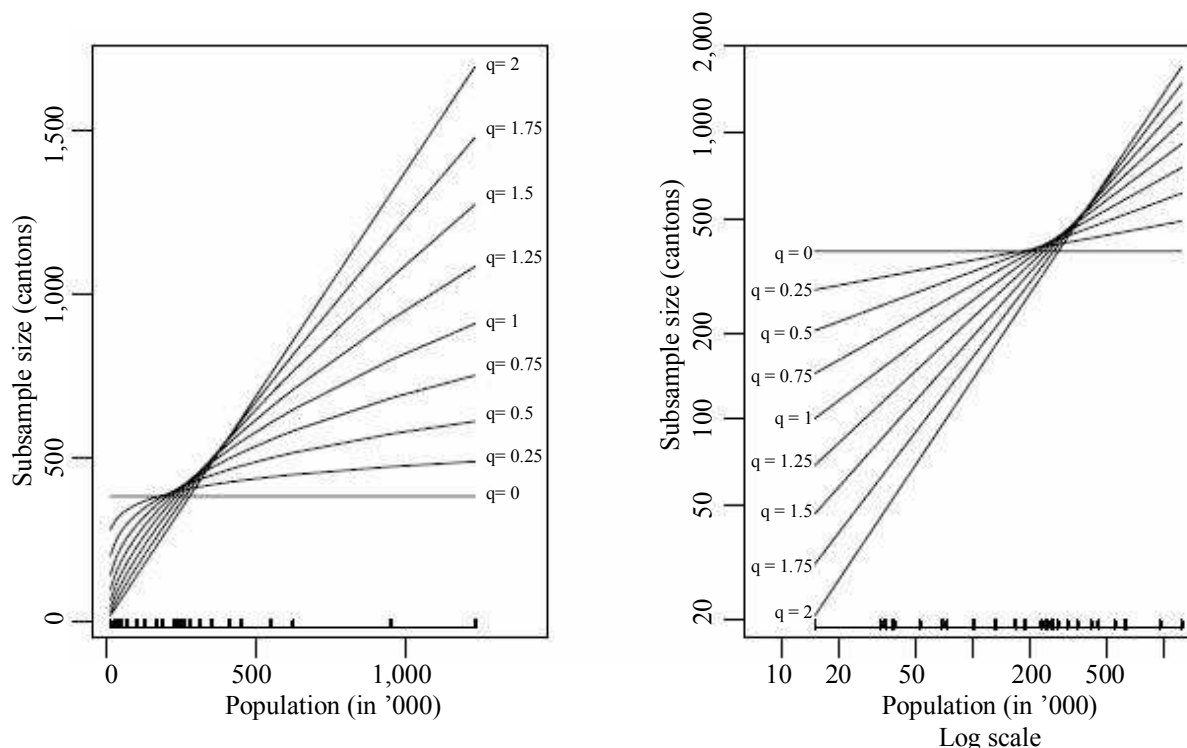 Subsample size (cantons)
1,500
1,000
500
0
q= 2
q= 1.75
q= 1.5
q= 1.25
q= 1
q= 0.75
q= 0.5
q= 0.25
q= 0
0 500 1,000
Population (in ’000)
Subsample size (cantons)
2,000
1,000
500
200
100
50
20
q = 0
q = 0.25
q = 0.5
q = 0.75
q = 1
q = 1.25
q = 1.5
q = 1.75
q = 2
10 20 50 200 500
Population (in ’000)
Log scale